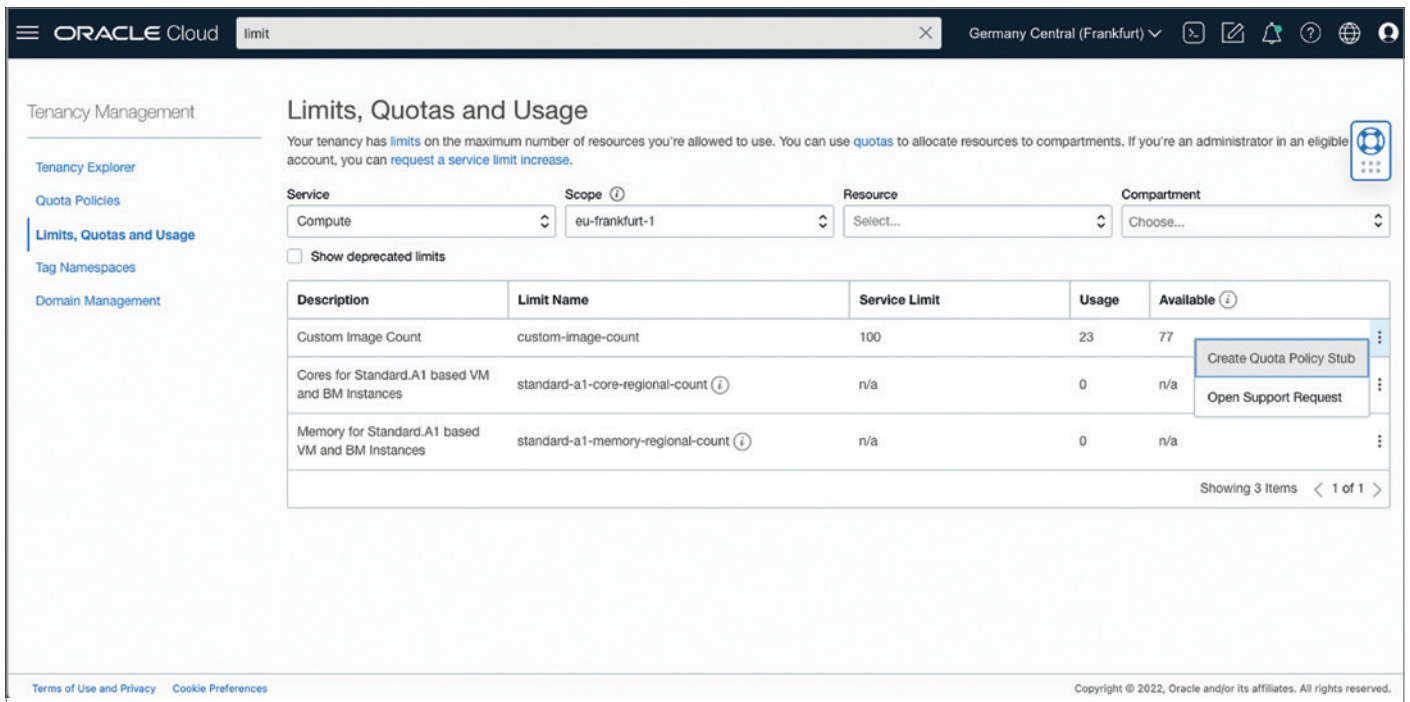 ORACLE Cloud
limit
Germany Central (Frankfurt)
Tenancy Management
Tenancy Explorer
Quota Policies
Limits, Quotas and Usage
Tag Namespaces
Domain Management
Limits, Quotas and Usage
Your tenancy has limits on the maximum number of resources you're allowed to use. You can use quotas to allocate resources to compartments. If you're an administrator in an eligible
account, you can request a service limit increase.
Service Scope Resource Compartment
Compute eu-frankfurt-1 Select... Choose...
Show deprecated limits
Description Limit Name Service Limit Usage Available
Custom Image Count custom-image-count 100 23 77
Create Quota Policy Stub
Open Support Request
Cores for Standard.A1 based VM
and BM Instances
standard-a1-core-regional-count n/a 0 n/a
Memory for Standard.A1 based
VM and BM Instances
standard-a1-memory-regional-count n/a 0 n/a
Showing 3 Items < 1 of 1 >
Terms of Use and Privacy Cookie Preferences
Copyright © 2022, Oracle and/or its affiliates. All rights reserved.